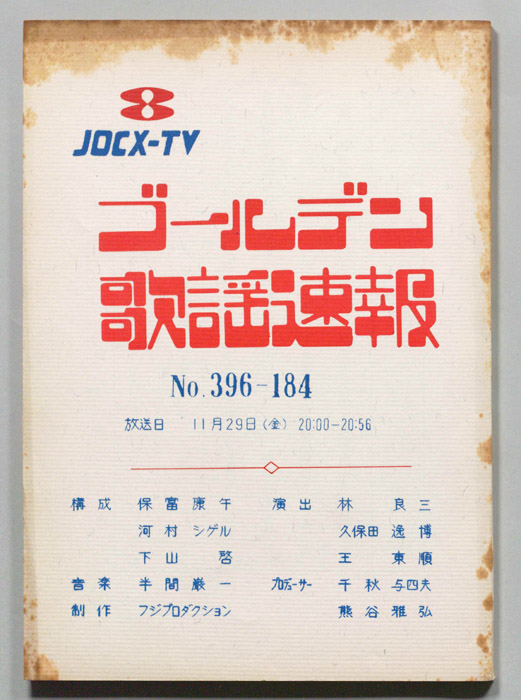 JOCX-TV
ゴールデン
歌謡速報
No. 396-184
放送日 11月29日(金) 20:00-20:56
構成 保富康午 演出 林良三
河村シゲル 久保田逸博
下山啓 王東順
音楽 半間巌一 プロデューサー 千秋与四夫
制作 フジプロダクション 熊谷雅弘